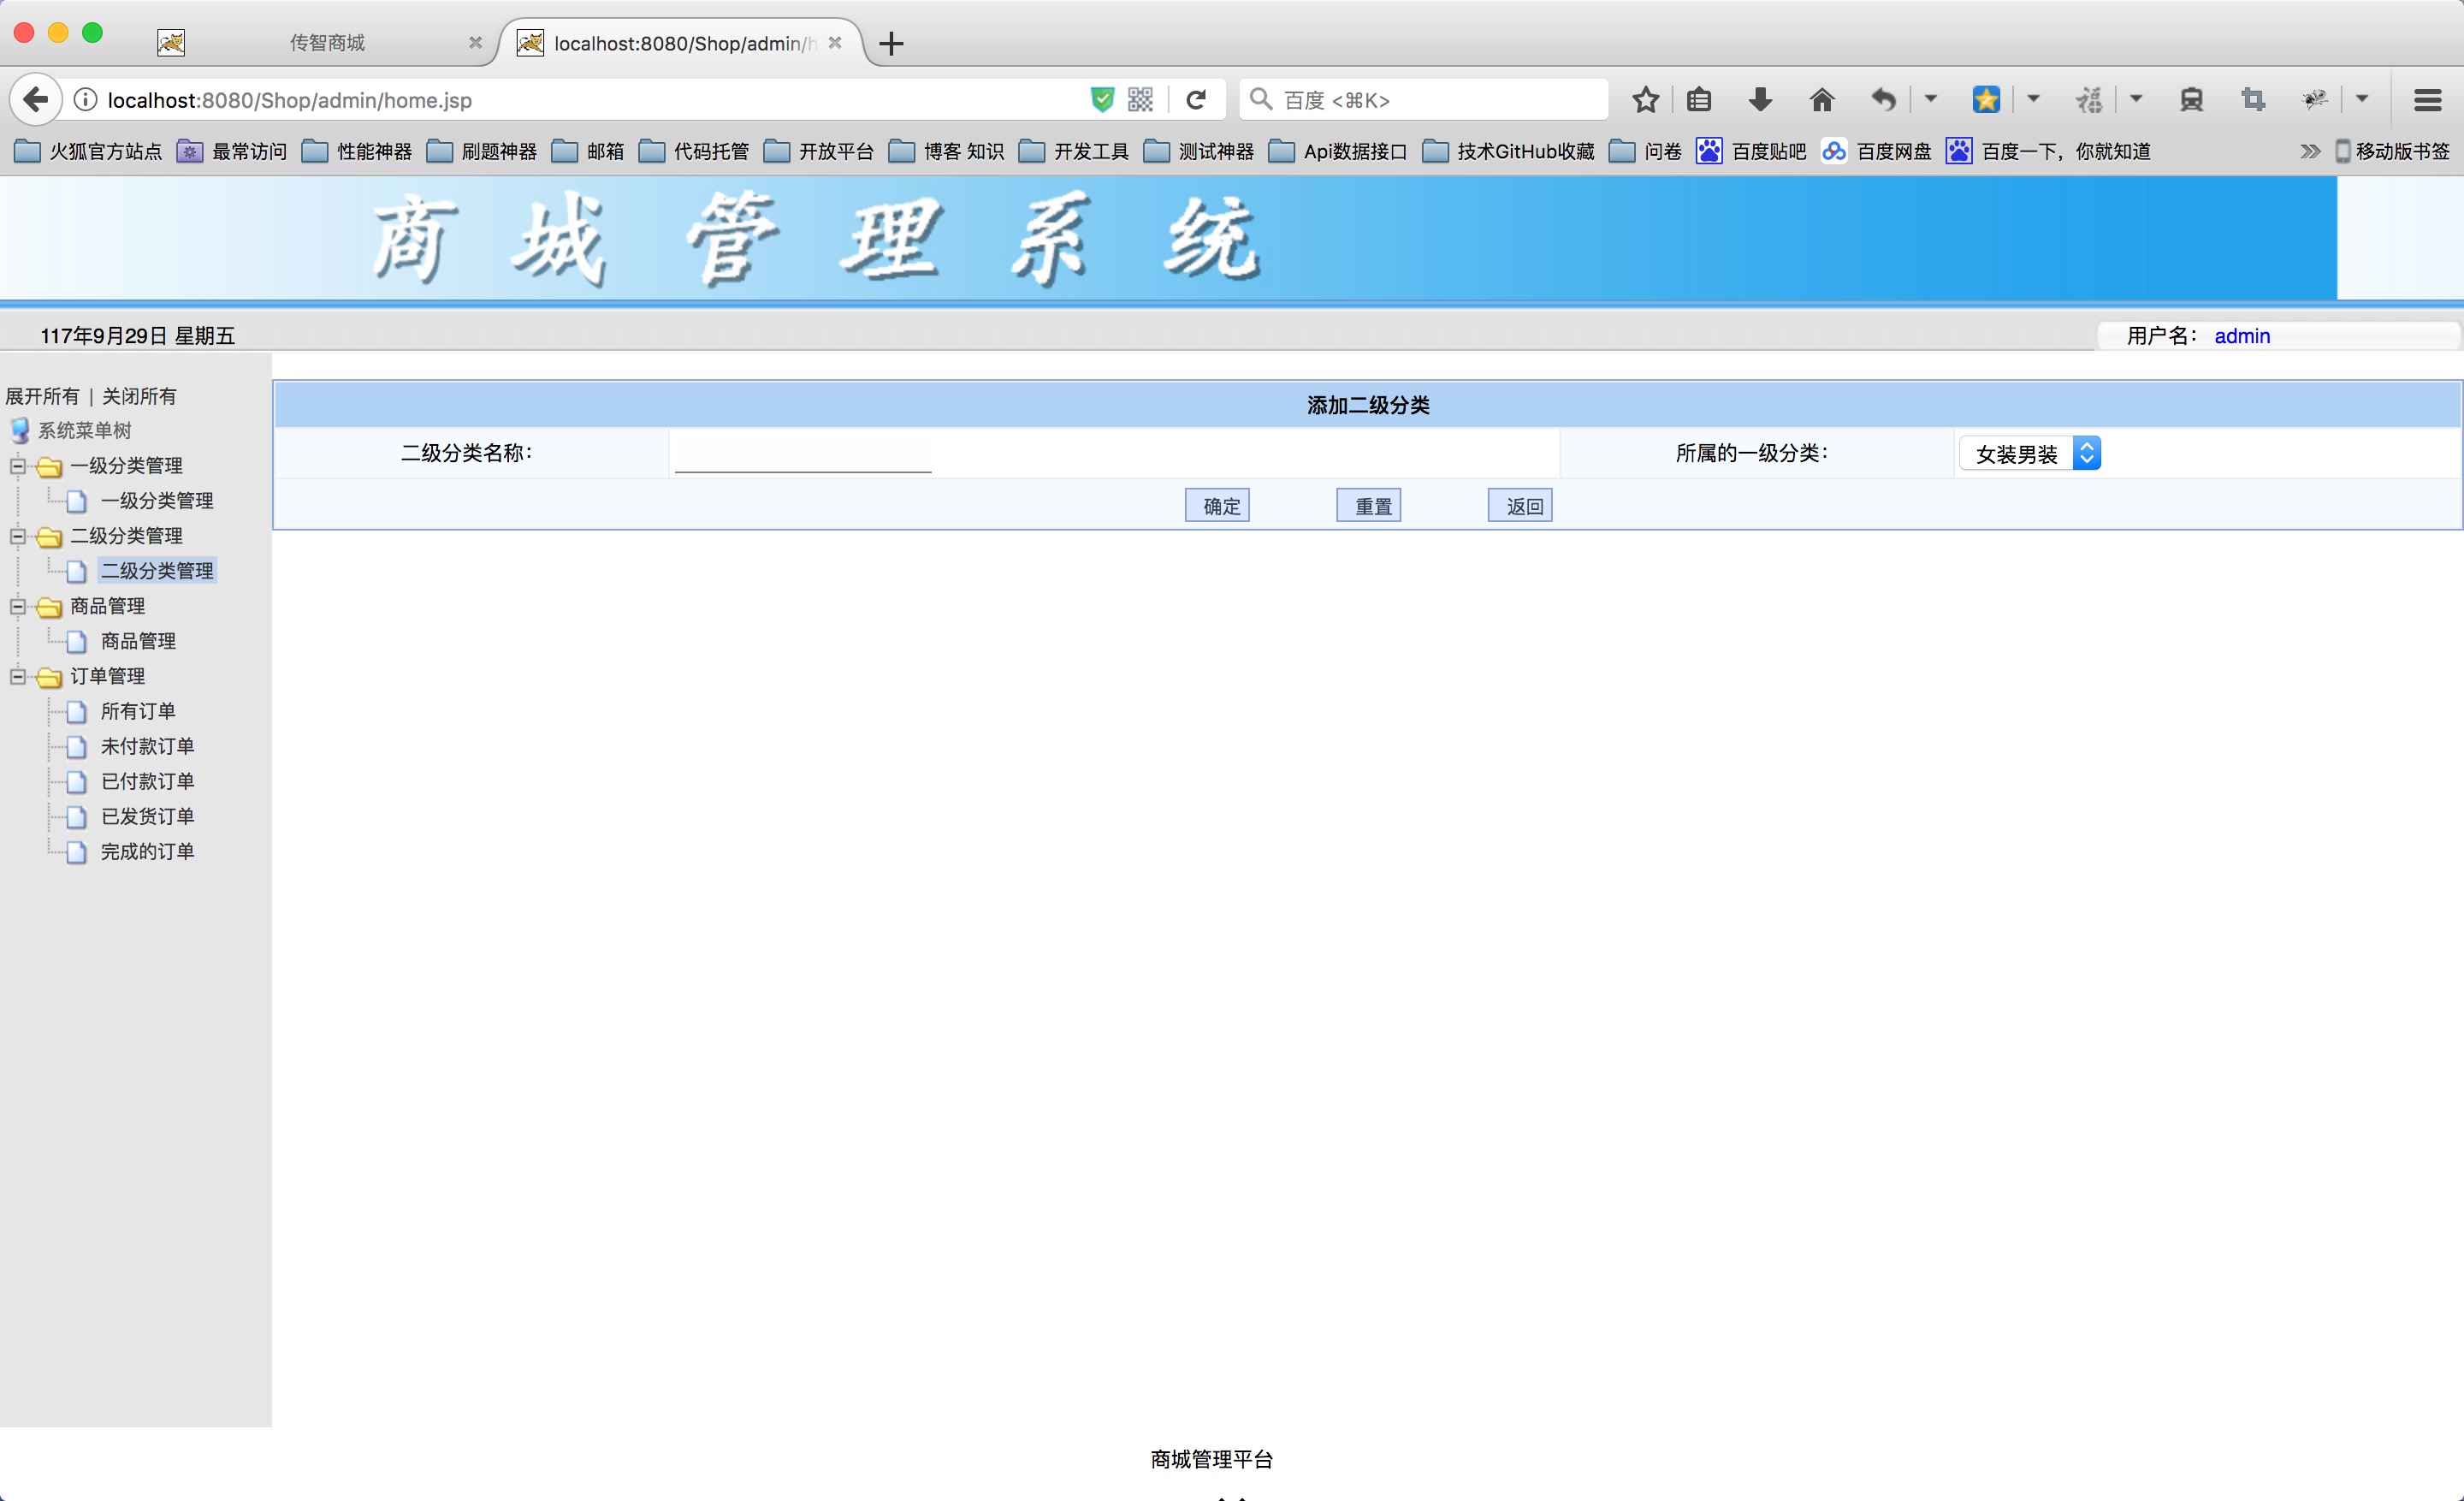 传智商城
localhost:8080/Shop/admin/h
localhost:8080/Shop/admin/home.jsp
百度 <⌘K>
火狐官方站点 最常访问 性能神器 刷题神器 邮箱 代码托管 开放平台 博客 知识 开发工具 测试神器 Api数据接口 技术GitHub收藏 问卷 百度贴吧 百度网盘 百度一下，你就知道 移动版书签
商城管理系统
117年9月29日 星期五
用户名： admin
展开所有 | 关闭所有
系统菜单树
一级分类管理
一级分类管理
二级分类管理
二级分类管理
商品管理
商品管理
订单管理
所有订单
未付款订单
已付款订单
已发货订单
完成的订单
添加二级分类
二级分类名称： 所属的一级分类： 女装男装
确定 重置 返回
商城管理平台